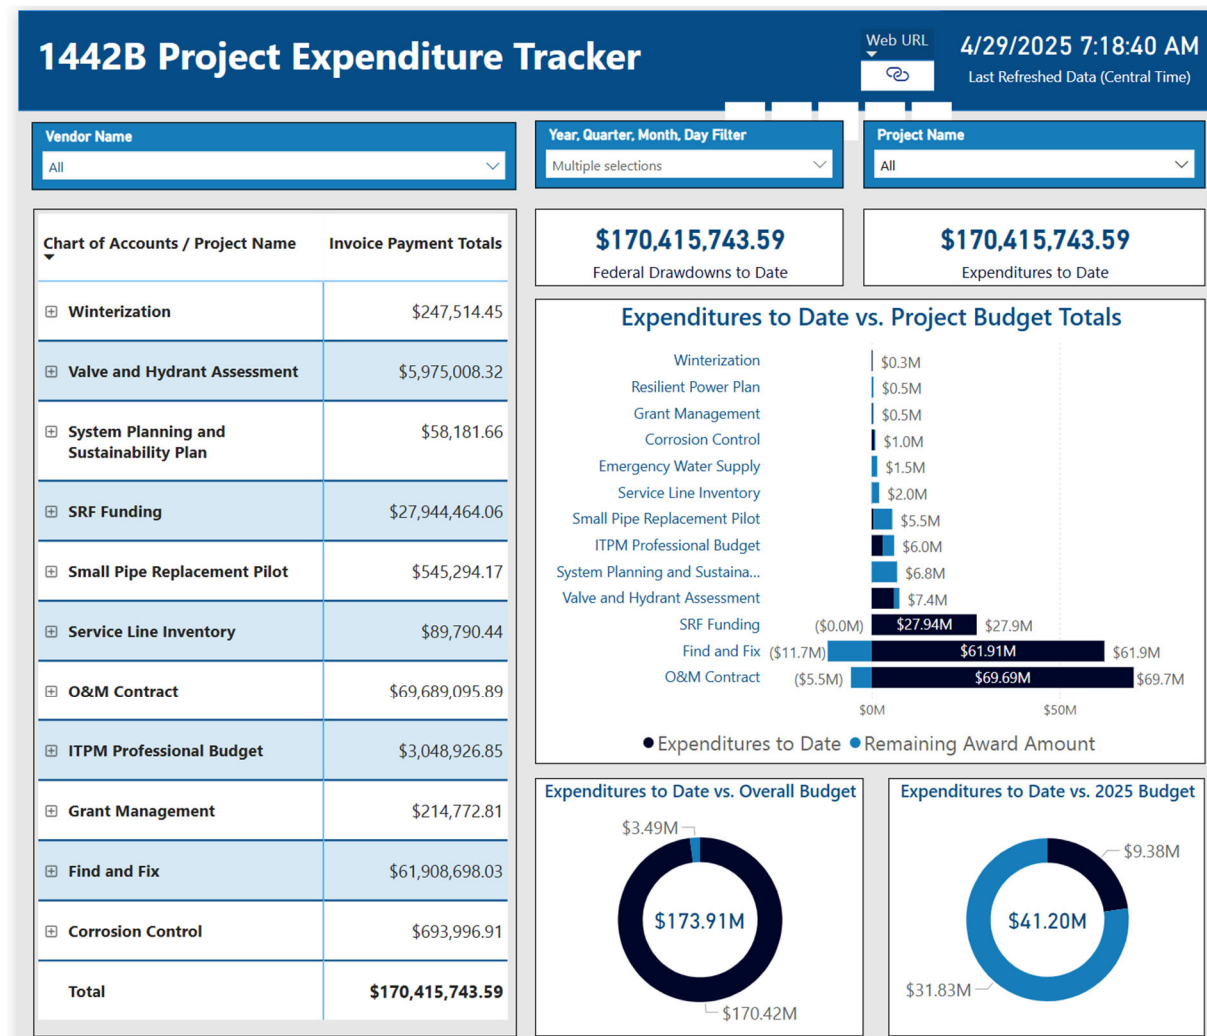 1442B Project Expenditure Tracker
Web URL
4/29/2025 7:18:40 AM
Last Refreshed Data (Central Time)
Vendor Name
All
Year, Quarter, Month, Day Filter
Multiple selections
Project Name
All
Chart of Accounts / Project Name Invoice Payment Totals
Winterization $247,514.45
Valve and Hydrant Assessment $5,975,008.32
System Planning and $58,181.66
Sustainability Plan
SRF Funding $27,944,464.06
Small Pipe Replacement Pilot $545,294.17
Service Line Inventory $89,790.44
O&M Contract $69,689,095.89
ITPM Professional Budget $3,048,926.85
Grant Management $214,772.81
Find and Fix $61,908,698.03
Corrosion Control $693,996.91
Total $170,415,743.59
$170,415,743.59
Federal Drawdowns to Date
$170,415,743.59
Expenditures to Date
Expenditures to Date vs. Project Budget Totals
Winterization $0.3M
Resilient Power Plan $0.5M
Grant Management $0.5M
Corrosion Control $1.0M
Emergency Water Supply $1.5M
Service Line Inventory $2.0M
Small Pipe Replacement Pilot $5.5M
ITPM Professional Budget $6.0M
System Planning and Sustaina... $6.8M
Valve and Hydrant Assessment $7.4M
SRF Funding ($0.0M) $27.94M $27.9M
Find and Fix ($11.7M) $61.91M $61.9M
O&M Contract ($5.5M) $69.69M $69.7M
$0M $50M
Expenditures to Date Remaining Award Amount
Expenditures to Date vs. Overall Budget
$3.49M
$173.91M
$170.42M
Expenditures to Date vs. 2025 Budget
$9.38M
$41.20M
$31.83M